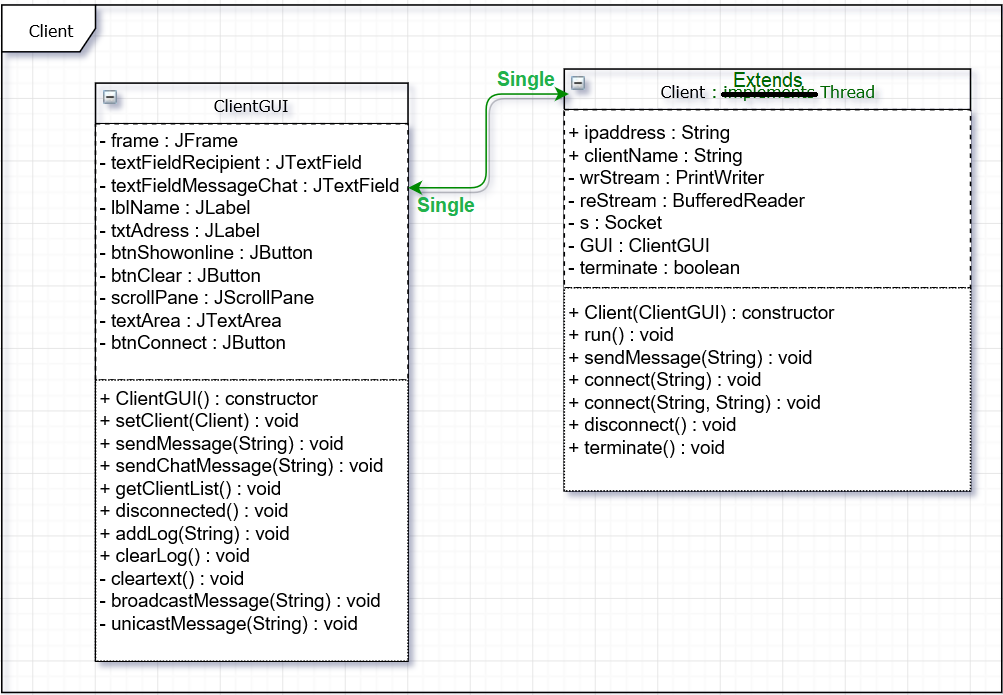 Client
ClientGUI
- frame : JFrame
- textFieldRecipient : JTextField
- textFieldMessageChat : JTextField
- lblName : JLabel
- txtAdress : JLabel
- btnShowonline : JButton
- btnClear : JButton
- scrollPane : JScrollPane
- textArea : JTextArea
- btnConnect : JButton
+ ClientGUI() : constructor
+ setClient(Client) : void
+ sendMessage(String) : void
+ sendChatMessage(String) : void
+ getClientList() : void
+ disconnected() : void
+ addLog(String) : void
+ clearLog() : void
- cleartext() : void
- broadcastMessage(String) : void
- unicastMessage(String) : void
Single
Single
Extends
Client : implements Thread
+ ipaddress : String
+ clientName : String
- wrStream : PrintWriter
- reStream : BufferedReader
- s : Socket
- GUI : ClientGUI
- terminate : boolean
+ Client(ClientGUI) : constructor
+ run() : void
+ sendMessage(String) : void
+ connect(String) : void
+ connect(String, String) : void
+ disconnect() : void
+ terminate() : void